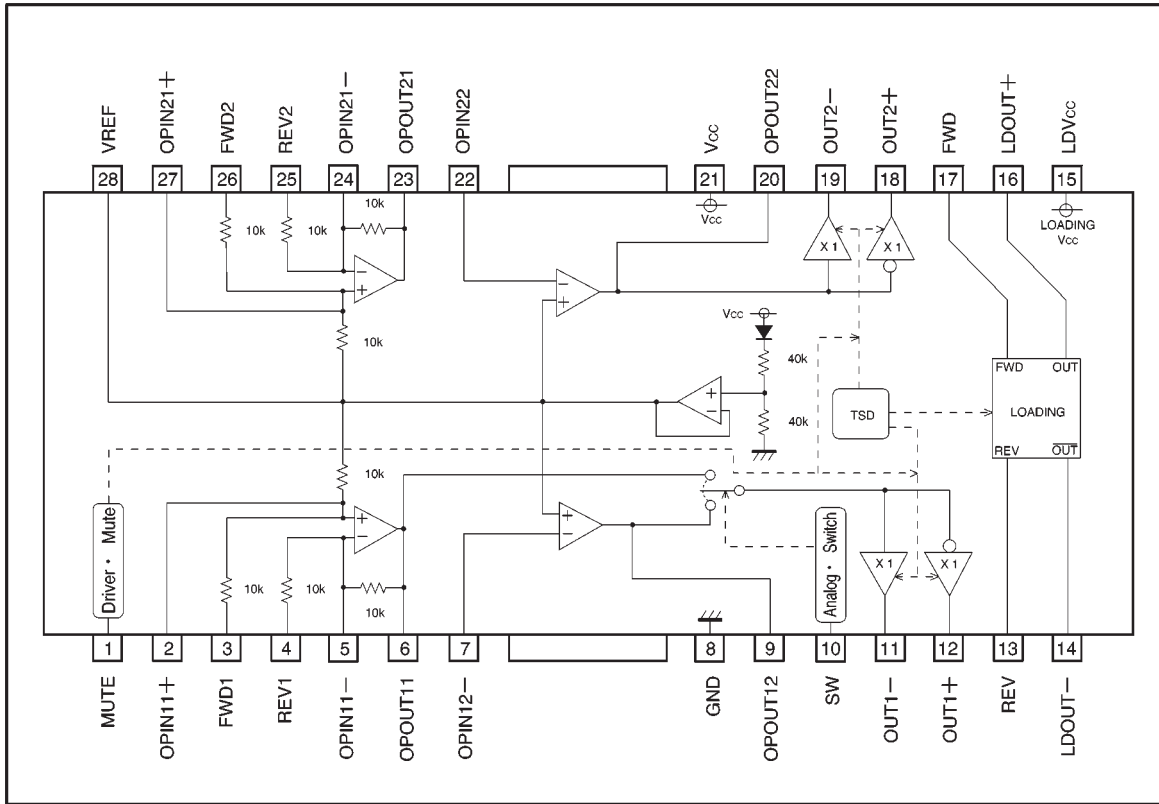 VREF
OPIN21+
FWD2
REV2
OPIN21−
OPOUT21
OPIN22
Vcc
OPOUT22
OUT2−
OUT2+
FWD
LDOUT+
LDVcc
28
27
26
25
24
23
22
21
20
19
18
17
16
15
10k
10k
10k
Vcc
LOADING
Vcc
X 1
X 1
−
+
−
+
10k
Vcc
40k
+
−
40k
TSD
FWD
OUT
LOADING
REV
OUT
10k
Driver・ Mute
+
−
+
−
10k
10k
10k
Analog・ Switch
X 1
X 1
1
2
3
4
5
6
7
8
9
10
11
12
13
14
MUTE
OPIN11+
FWD1
REV1
OPIN11−
OPOUT11
OPIN12−
GND
OPOUT12
SW
OUT1−
OUT1+
REV
LDOUT−